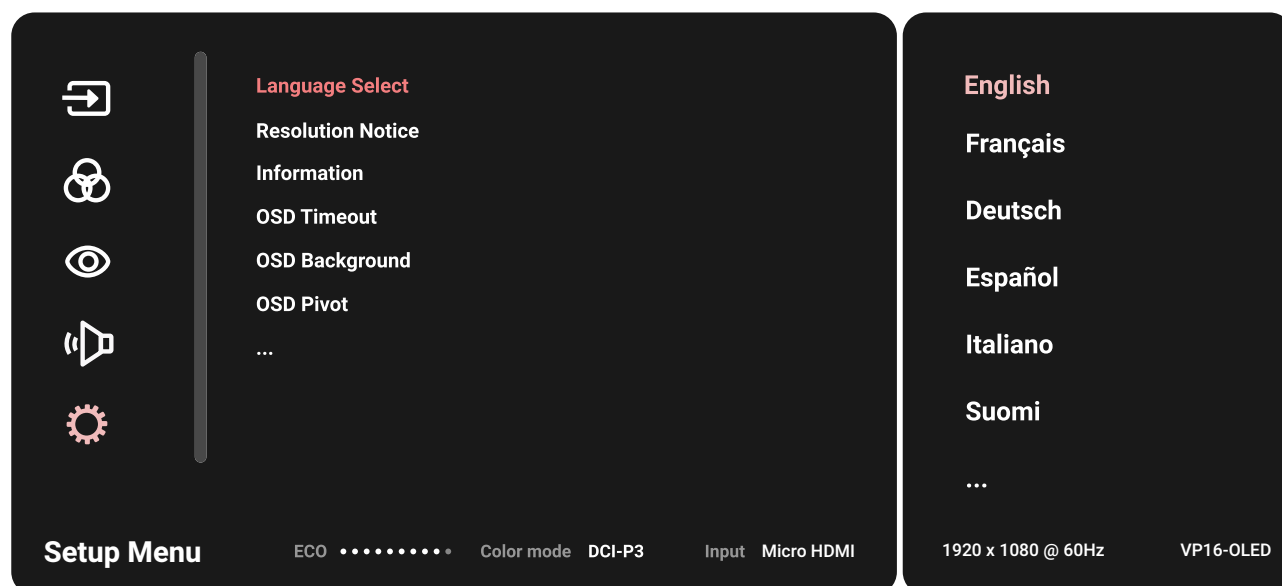 Language Select
Resolution Notice
Information
OSD Timeout
OSD Background
OSD Pivot
...
English
Français
Deutsch
Español
Italiano
Suomi
...
Setup Menu ECO Color mode DCI-P3 Input Micro HDMI 1920 x 1080 @ 60Hz VP16-OLED